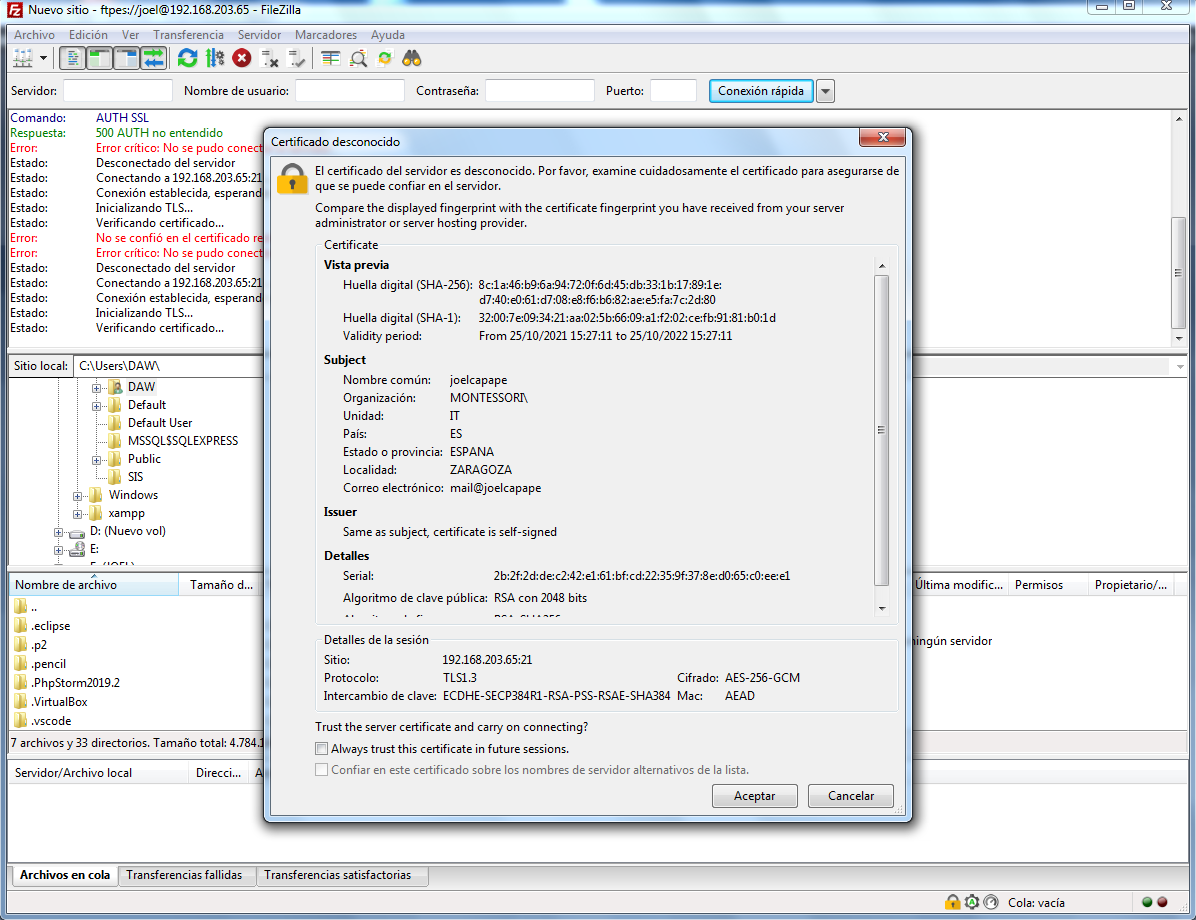 Nuevo sitio - ftpes://joel@192.168.203.65 - FileZilla
Archivo Edición Ver Transferencia Servidor Marcadores Ayuda
Servidor: Nombre de usuario: Contraseña: Puerto: Conexión rápida
Comando: AUTH SSL
Respuesta: 500 AUTH no entendido
Error: Error crítico: No se pudo conect
Estado: Desconectado del servidor
Estado: Conectando a 192.168.203.65:21
Estado: Conexión establecida, esperand
Estado: Inicializando TLS...
Estado: Verificando certificado...
Error: No se confió en el certificado re
Error: Error crítico: No se pudo conect
Estado: Desconectado del servidor
Estado: Conectando a 192.168.203.65:21
Estado: Conexión establecida, esperand
Estado: Inicializando TLS...
Estado: Verificando certificado...
Sitio local: C:\Users\DAW\
DAW
Default
Default User
MSSQL$SQLEXPRESS
Public
SIS
Windows
xampp
D: (Nuevo vol)
E:
Nombre de archivo Tamaño d...
..
.eclipse
.p2
.pencil
.PhpStorm2019.2
.VirtualBox
.vscode
7 archivos y 33 directorios. Tamaño total: 4.784.1
Última modific... Permisos Propietario/...
ningún servidor
Servidor/Archivo local Direcci... A
Certificado desconocido
El certificado del servidor es desconocido. Por favor, examine cuidadosamente el certificado para asegurarse de
que se puede confiar en el servidor.
Compare the displayed fingerprint with the certificate fingerprint you have received from your server
administrator or server hosting provider.
Certificate
Vista previa
Huella digital (SHA-256): 8c:1a:46:b9:6a:94:72:0f:6d:45:db:33:1b:17:89:1e:
d7:40:e0:61:d7:08:e8:f6:b6:82:ae:e5:fa:7c:2d:80
Huella digital (SHA-1): 32:00:7e:09:34:21:aa:02:5b:66:09:a1:f2:02:ce:fb:91:81:b0:1d
Validity period: From 25/10/2021 15:27:11 to 25/10/2022 15:27:11
Subject
Nombre común: joelcapape
Organización: MONTESSORI\
Unidad: IT
País: ES
Estado o provincia: ESPANA
Localidad: ZARAGOZA
Correo electrónico: mail@joelcapape
Issuer
Same as subject, certificate is self-signed
Detalles
Serial: 2b:2f:2d:de:c2:42:e1:61:bf:cd:22:35:9f:37:8e:d0:65:c0:ee:e1
Algoritmo de clave pública: RSA con 2048 bits
Detalles de la sesión
Sitio: 192.168.203.65:21
Protocolo: TLS1.3 Cifrado: AES-256-GCM
Intercambio de clave: ECDHE-SECP384R1-RSA-PSS-RSAE-SHA384 Mac: AEAD
Trust the server certificate and carry on connecting?
Always trust this certificate in future sessions.
Confiar en este certificado sobre los nombres de servidor alternativos de la lista.
Aceptar Cancelar
Archivos en cola Transferencias fallidas Transferencias satisfactorias
Cola: vacía